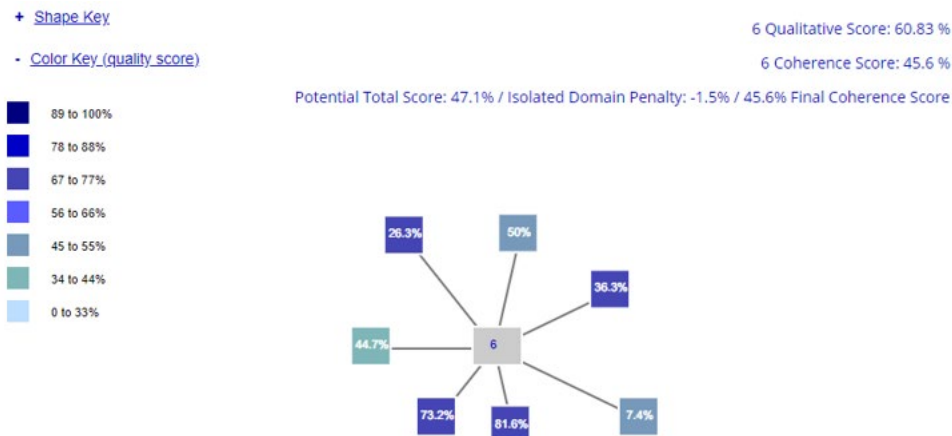 + Shape Key
6 Qualitative Score: 60.83 %
- Color Key (quality score)
6 Coherence Score: 45.6 %
Potential Total Score: 47.1% / Isolated Domain Penalty: -1.5% / 45.6% Final Coherence Score
89 to 100%
78 to 88%
67 to 77%
56 to 66%
45 to 55%
34 to 44%
0 to 33%
26.3%
50%
36.3%
44.7%
6
73.2%
81.6%
7.4%